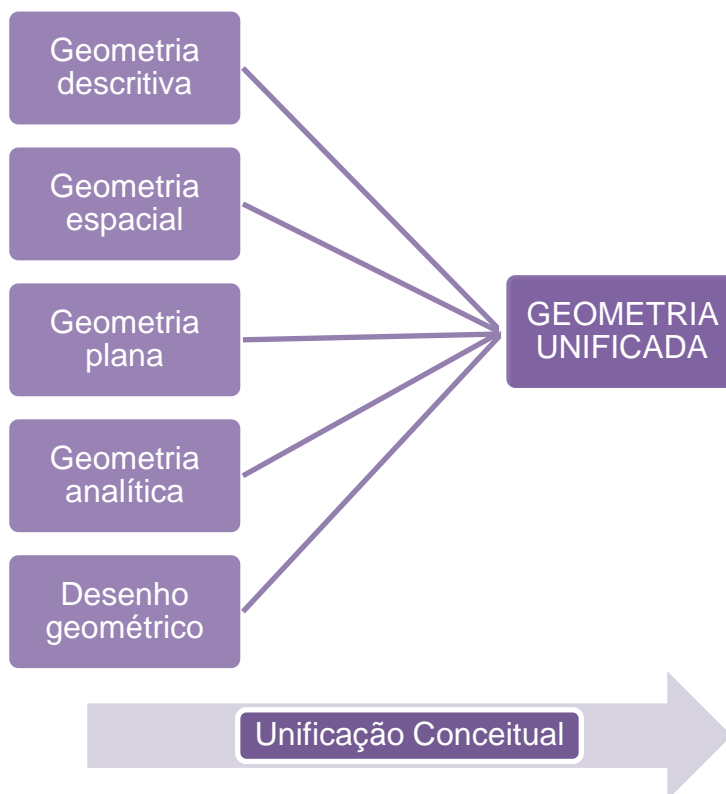 Geometria
descritiva
Geometria
espacial
Geometria
plana
Geometria
analítica
Desenho
geométrico
GEOMETRIA
UNIFICADA
Unificação Conceitual